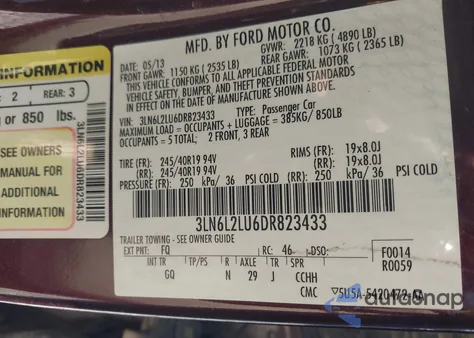 INFORMATION
2 REAR: 3
or 850 lbs.
SEE OWNERS
MANUAL FOR
ADDITIONAL
INFORMATION
3LN6L2LU6DR823433
MFD. BY FORD MOTOR CO.
DATE: 05/13 GVWR: 2218 KG ( 4890 LB)
FRONT GAWR: 1150 KG ( 2535 LB) REAR GAWR: 1073 KG ( 2365 LB)
THIS VEHICLE CONFORMS TO ALL APPLICABLE FEDERAL MOTOR
VEHICLE SAFETY, BUMPER, AND THEFT PREVENTION STANDARDS
IN EFFECT ON THE DATE OF MANUFACTURE SHOWN ABOVE.
VIN: 3LN6L2LU6DR823433 TYPE: Passenger Car
MAXIMUM LOAD = OCCUPANTS + LUGGAGE = 385KG / 850LB
OCCUPANTS = 5 TOTAL; 2 FRONT, 3 REAR
TIRE (FR): 245/40R19 94V RIMS (FR): 19x8.0J
TIRE (RR): 245/40R19 94V RIMS (RR): 19x8.0J
PRESSURE (FR) 250 kPa/ 36 PSI COLD (RR) 250 kPa/ 36 PSI COLD
3LN6L2LU6DR823433
TRAILER TOWING - SEE OWNER GUIDE
EXT PNT: FQ RC: 46 DSO: F0014
R0059
INT TR TP/PS R AXLE TR SPR
GQ N 29 J CCHH
CMC ▽5U5A-5420472-AA
autosnap